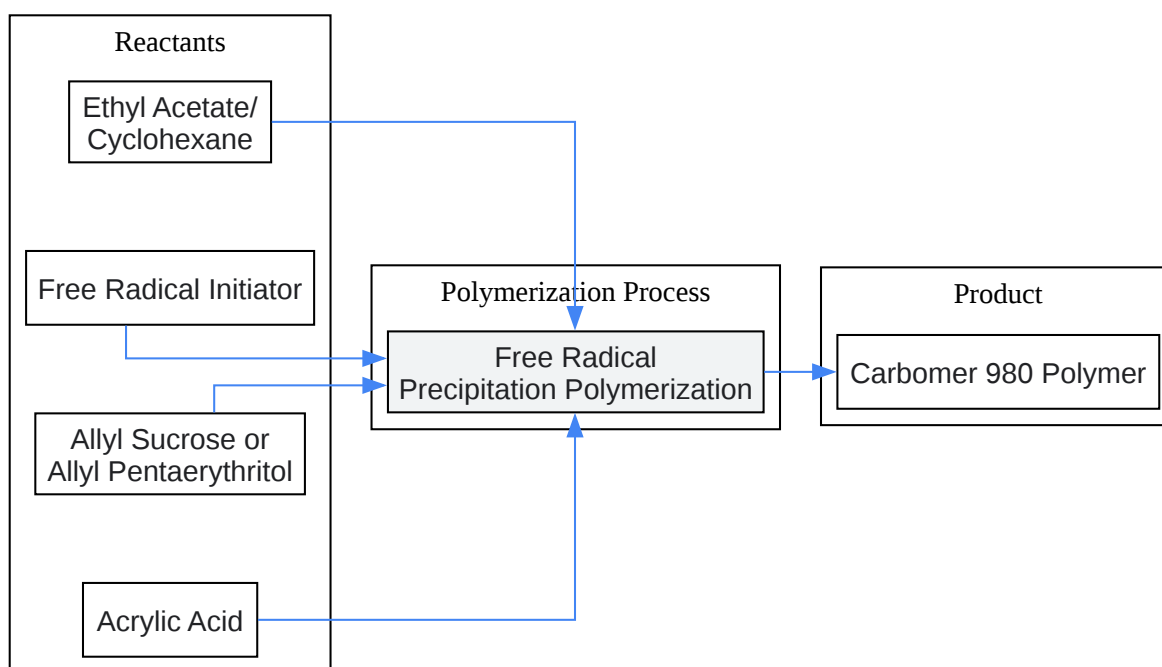 Reactants
Ethyl Acetate/
Cyclohexane
Free Radical Initiator
Allyl Sucrose or
Allyl Pentaerythritol
Acrylic Acid
Polymerization Process
Free Radical
Precipitation Polymerization
Product
Carbomer 980 Polymer